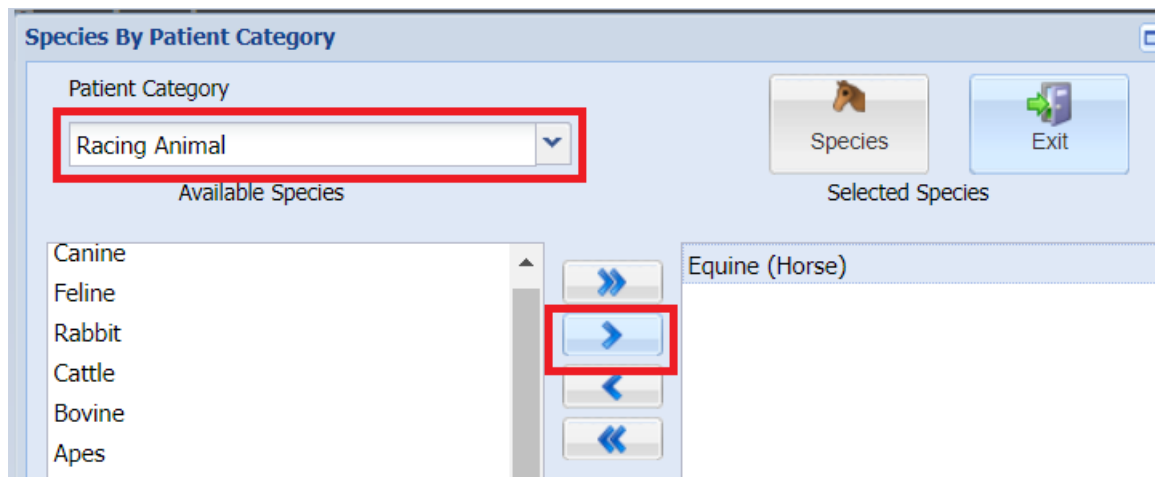 Species By Patient Category
Patient Category
Racing Animal
Species
Exit
Available Species
Selected Species
Canine
Feline
Rabbit
Cattle
Bovine
Apes
Equine (Horse)